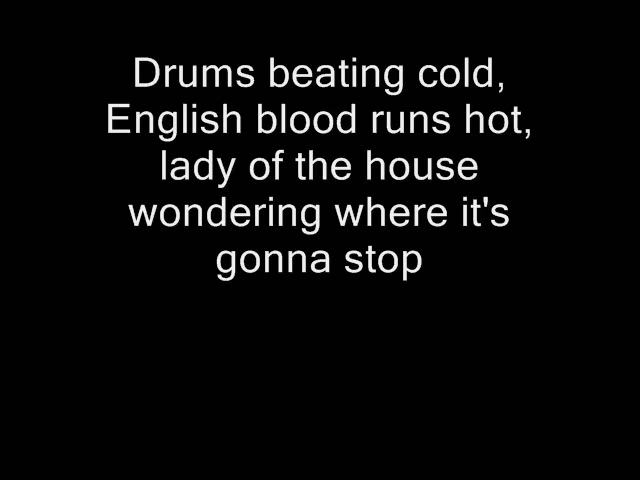 Drums beating cold,
English blood runs hot,
lady of the house
wondering where it's
gonna stop